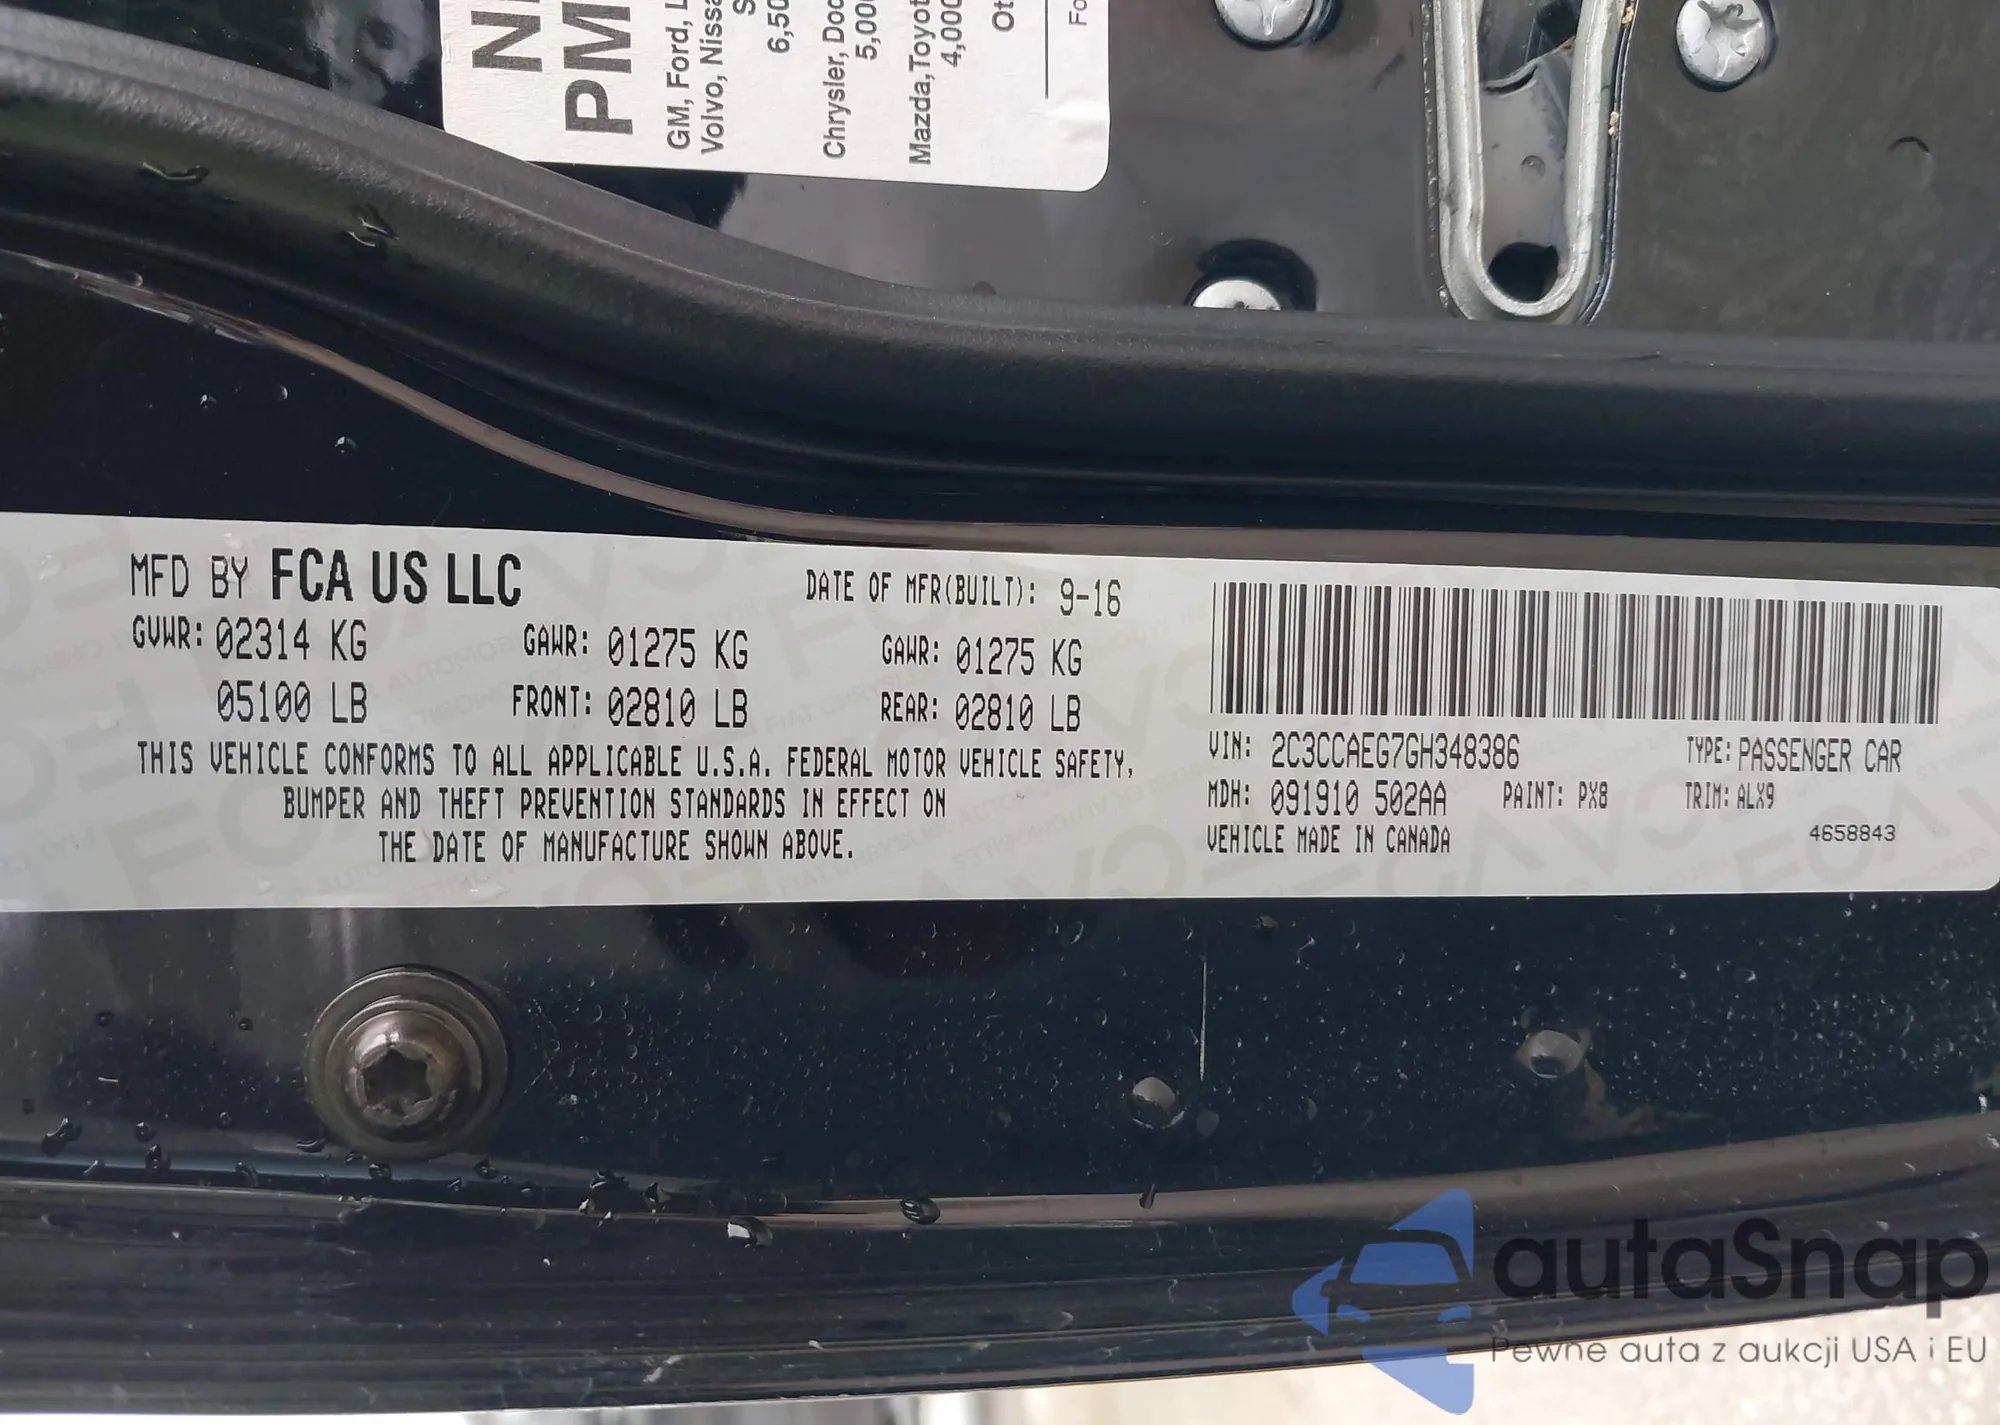 PM
GM, Ford, L
Volvo, Nissa
6,50
Chrysler, Doc
5,000
Mazda, Toyot
4,000
Ot
Fo
MFD BY FCA US LLC
DATE OF MFR(BUILT): 9-16
GVWR: 02314 KG
GAWR: 01275 KG
GAWR: 01275 KG
05100 LB
FRONT: 02810 LB
REAR: 02810 LB
THIS VEHICLE CONFORMS TO ALL APPLICABLE U.S.A. FEDERAL MOTOR VEHICLE SAFETY,
BUMPER AND THEFT PREVENTION STANDARDS IN EFFECT ON
THE DATE OF MANUFACTURE SHOWN ABOVE.
VIN: 2C3CCAEG7GH348386
TYPE: PASSENGER CAR
MDH: 091910 502AA
PAINT: PX8
TRIM: ALX9
VEHICLE MADE IN CANADA
4658843
autaSnap
Pewne auta z aukcji USA i EU